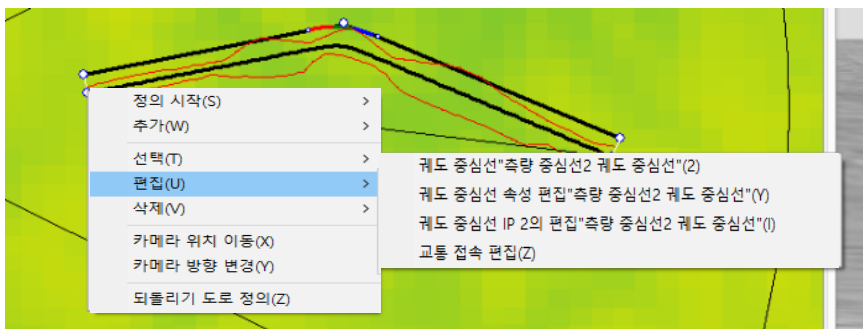 정의 시작(S)
추가(W)
선택(T)
편집(U)
삭제(V)
카메라 위치 이동(X)
카메라 방향 변경(Y)
되돌리기 도로 정의(Z)
궤도 중심선"측량 중심선2 궤도 중심선"(2)
궤도 중심선 속성 편집"측량 중심선2 궤도 중심선"(Y)
궤도 중심선 IP 2의 편집"측량 중심선2 궤도 중심선"(I)
교통 접속 편집(Z)